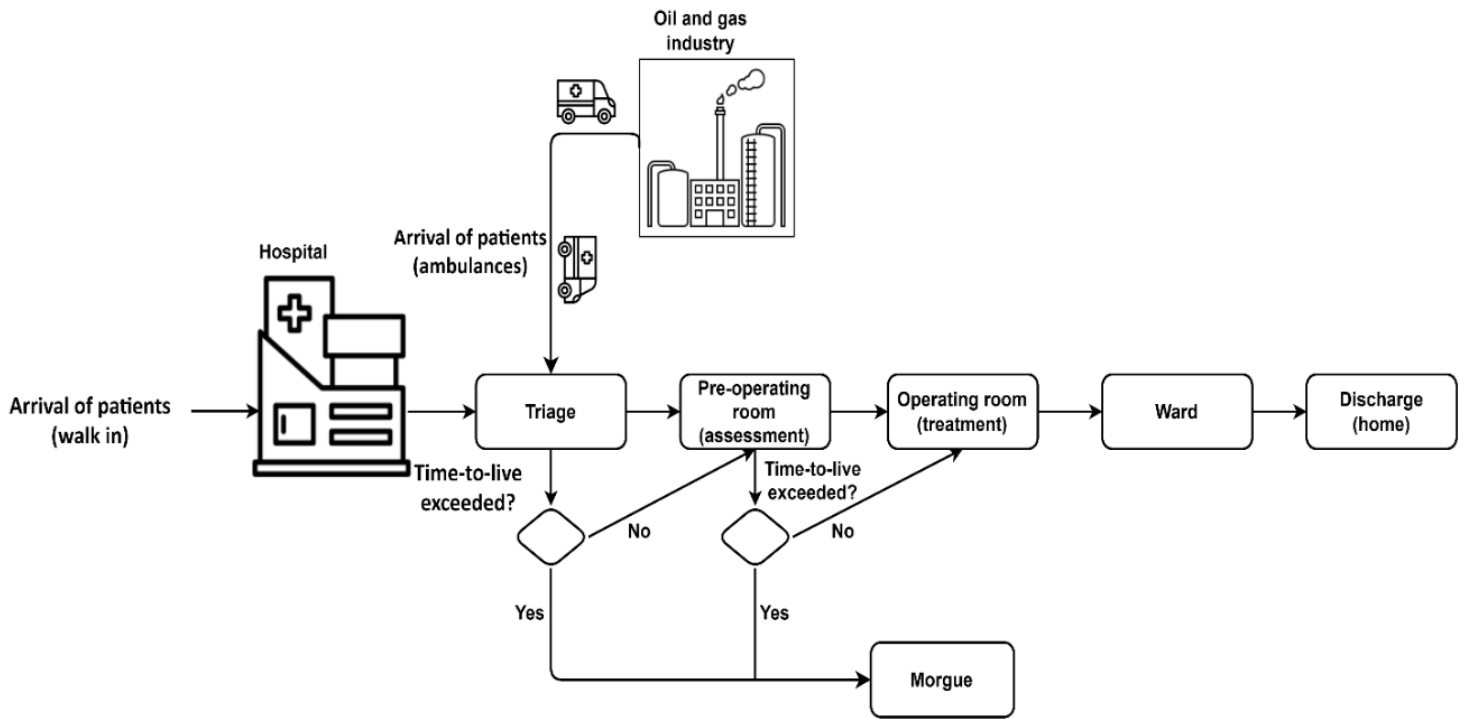 Oil and gas
industry
Arrival of patients
(ambulances)
Hospital
Arrival of patients
(walk in)
Triage
Pre-operating
room
(assessment)
Operating room
(treatment)
Ward
Discharge
(home)
Time-to-live
exceeded?
Time-to-live
exceeded?
No
No
Yes
Yes
Morgue